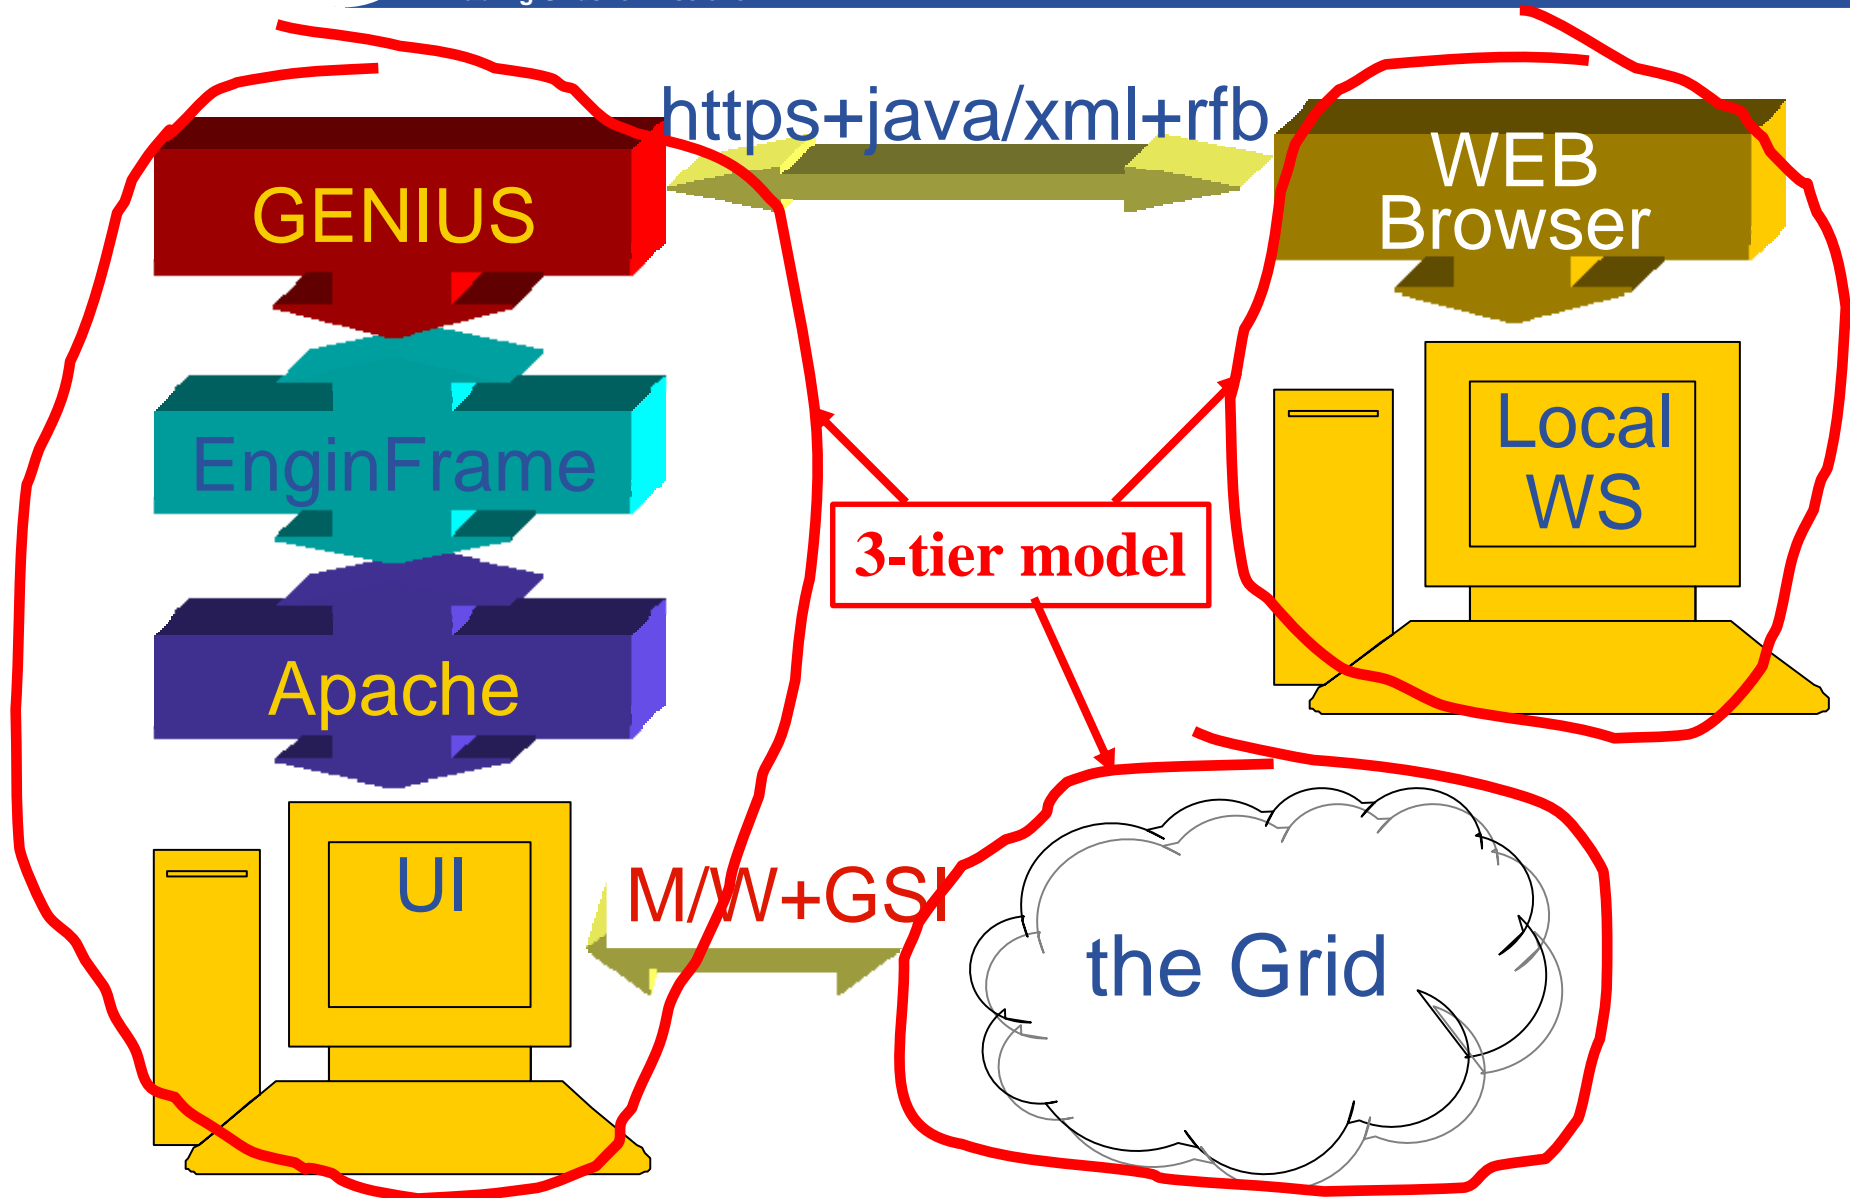 https+java/xml+rfb
GENIUS
WEB
Browser
EnginFrame
Local
WS
3-tier model
Apache
UI
M/W+GSI
the Grid